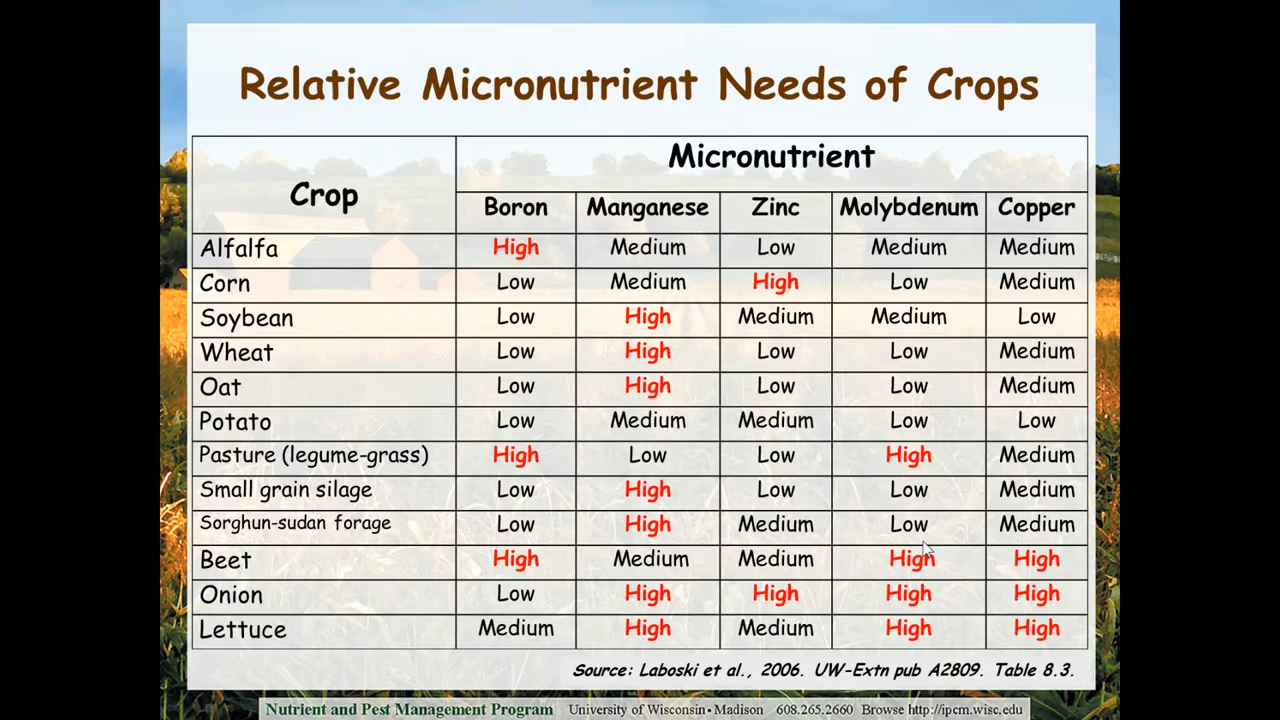 Relative Micronutrient Needs of Crops
Crop
Micronutrient
Boron Manganese Zinc Molybdenum Copper
Alfalfa High Medium Low Medium Medium
Corn Low Medium High Low Medium
Soybean Low High Medium Medium Low
Wheat Low High Low Low Medium
Oat Low High Low Low Medium
Potato Low Medium Medium Low Low
Pasture (legume-grass) High Low Low High Medium
Small grain silage Low High Low Low Medium
Sorghun-sudan forage Low High Medium Low Medium
Beet High Medium Medium High High
Onion Low High High High High
Lettuce Medium High Medium High High
Source: Laboski et al., 2006. UW-Extn pub A2809. Table 8.3.
Nutrient and Pest Management Program University of Wisconsin•Madison 608.265.2660 Browse http://ipcm.wisc.edu